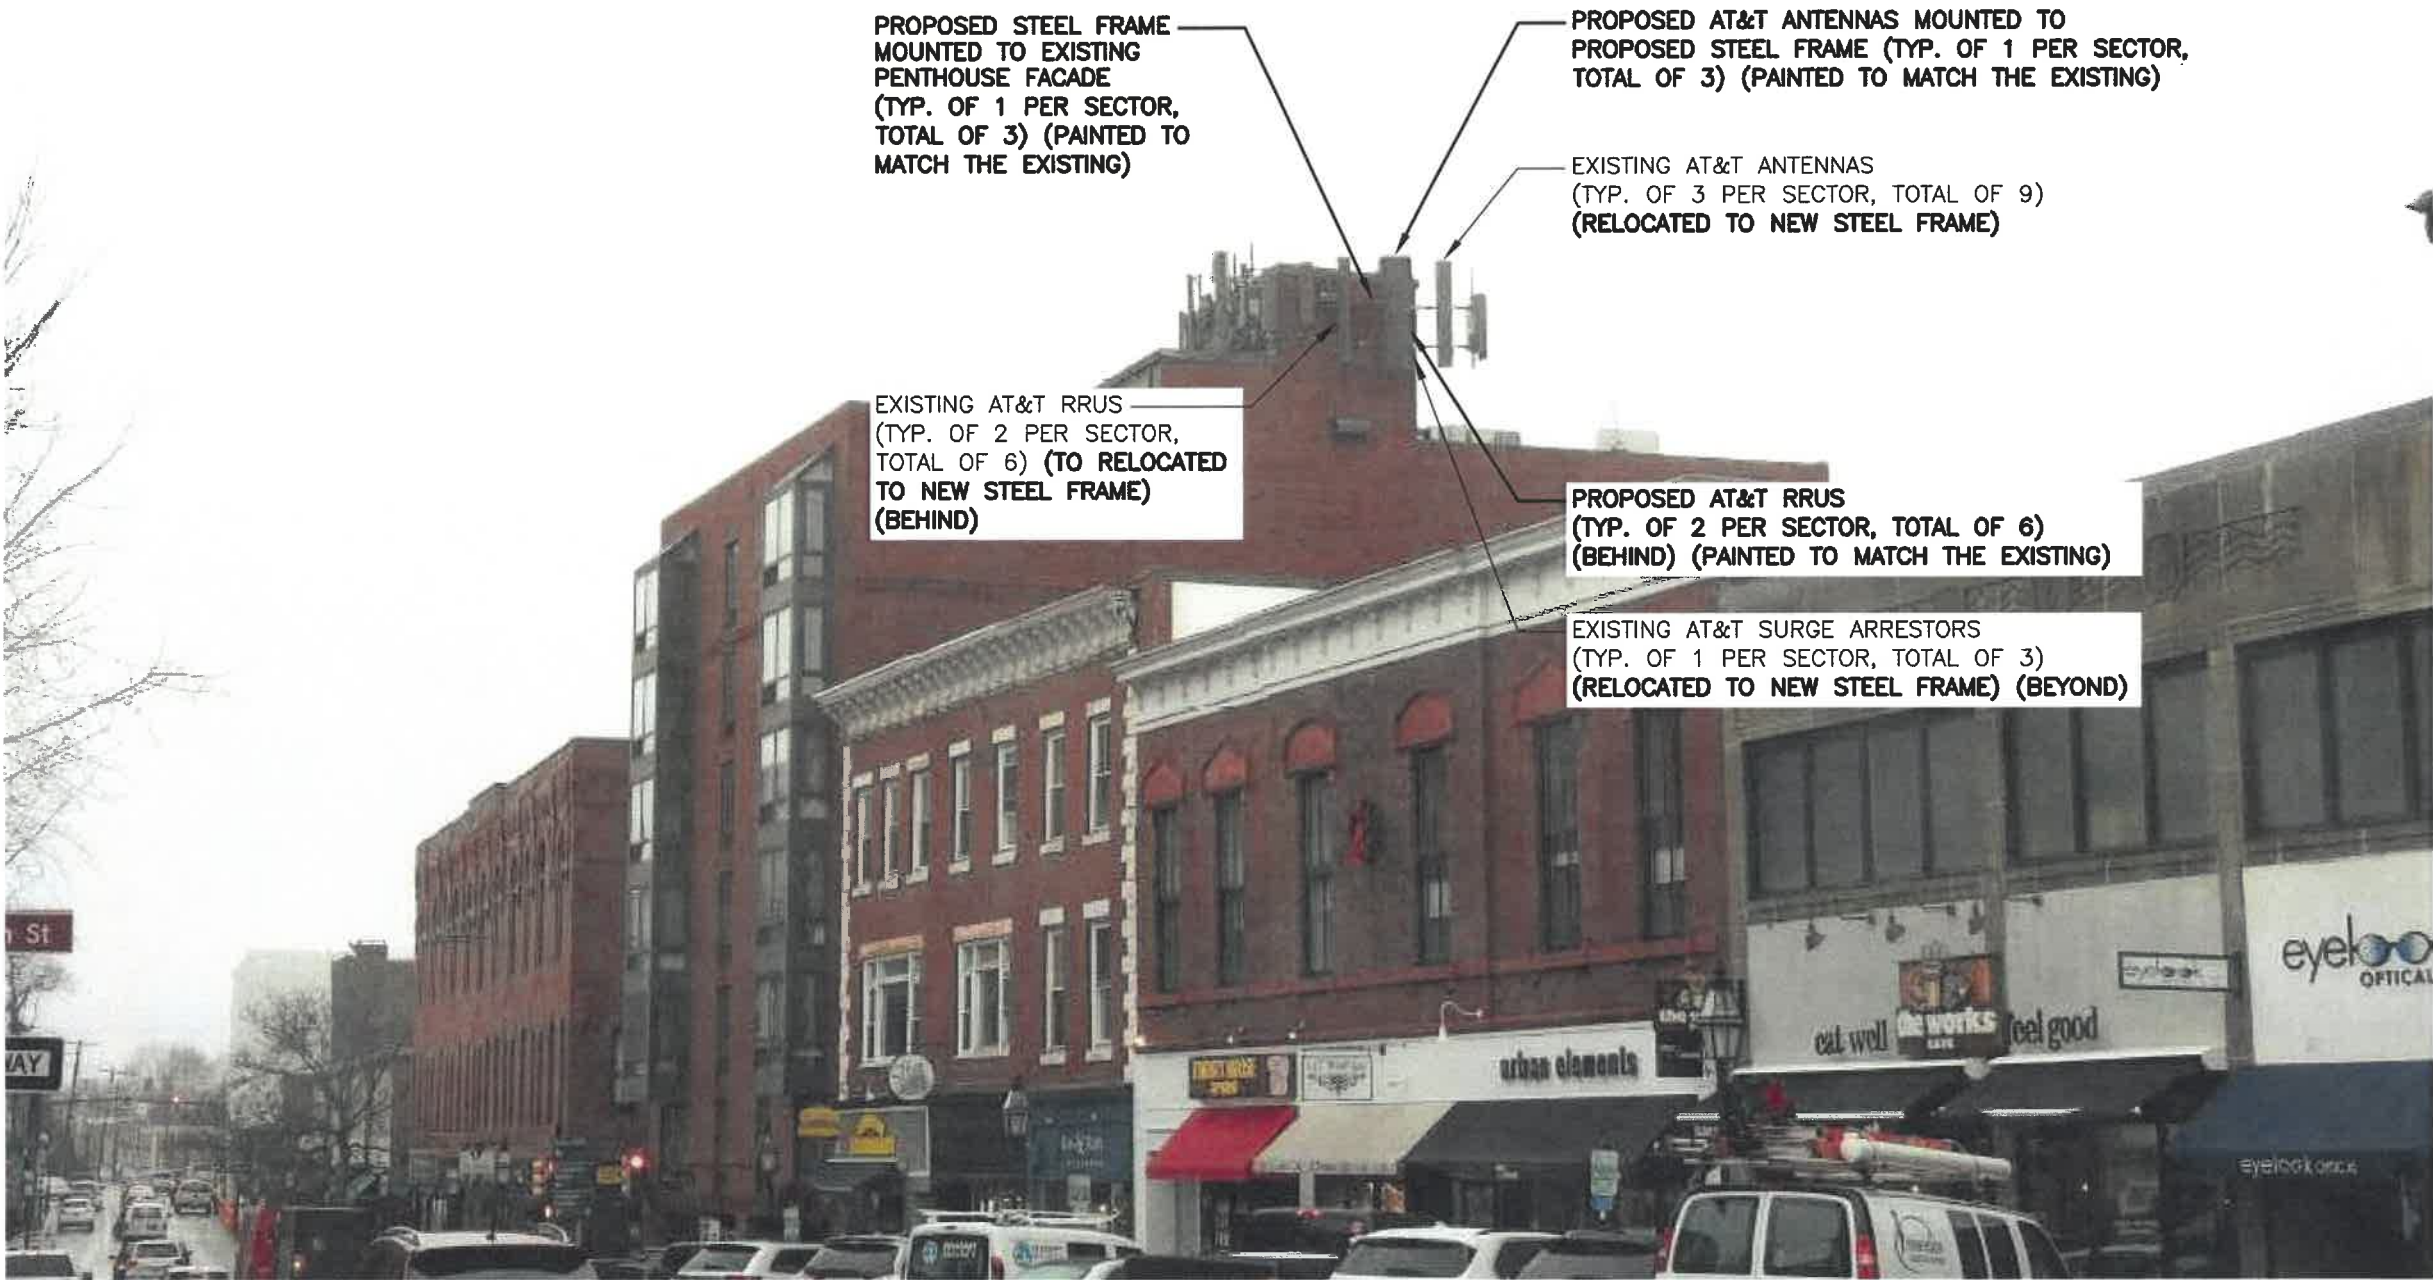 PROPOSED STEEL FRAME
MOUNTED TO EXISTING
PENTHOUSE FACADE
(TYP. OF 1 PER SECTOR,
TOTAL OF 3) (PAINTED TO
MATCH THE EXISTING)
PROPOSED AT&T ANTENNAS MOUNTED TO
PROPOSED STEEL FRAME (TYP. OF 1 PER SECTOR,
TOTAL OF 3) (PAINTED TO MATCH THE EXISTING)
EXISTING AT&T ANTENNAS
(TYP. OF 3 PER SECTOR, TOTAL OF 9)
(RELOCATED TO NEW STEEL FRAME)
EXISTING AT&T RRUS
(TYP. OF 2 PER SECTOR,
TOTAL OF 6) (TO RELOCATED
TO NEW STEEL FRAME)
(BEHIND)
PROPOSED AT&T RRUS
(TYP. OF 2 PER SECTOR, TOTAL OF 6)
(BEHIND) (PAINTED TO MATCH THE EXISTING)
EXISTING AT&T SURGE ARRESTORS
(TYP. OF 1 PER SECTOR, TOTAL OF 3)
(RELOCATED TO NEW STEEL FRAME) (BEYOND)
St
WAY
urban elements
eat well
the works
feel good
eyeloo
OPTICAL
eyelook